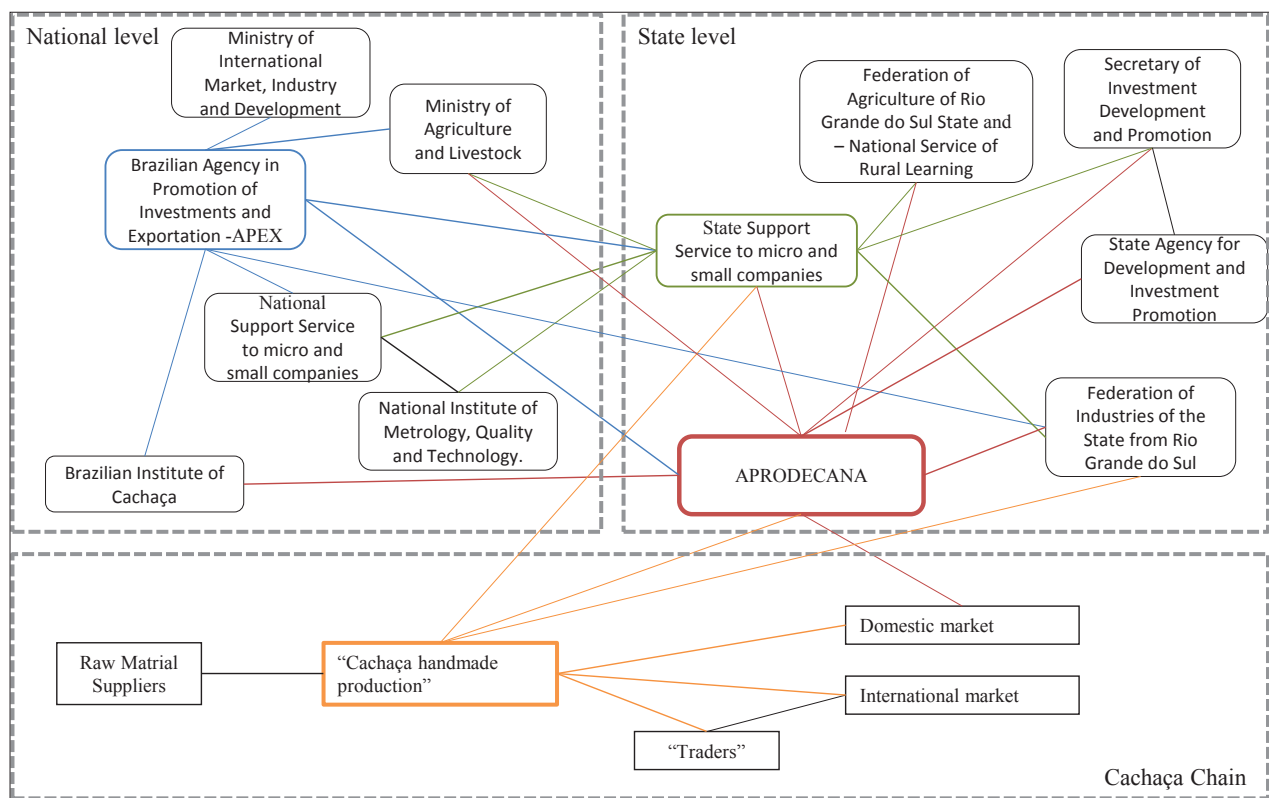 National level
Ministry of
International
Market, Industry
and Development
Ministry of
Agriculture
and Livestock
Brazilian Agency in
Promotion of
Investments and
Exportation -APEX
National
Support Service
to micro and
small companies
National Institute of
Metrology, Quality
and Technology.
Brazilian Institute of
Cachaça
State level
Federation of
Agriculture of Rio
Grande do Sul State and
– National Service of
Rural Learning
Secretary of
Investment
Development
and Promotion
State Support
Service to micro and
small companies
State Agency for
Development and
Investment
Promotion
Federation of
Industries of the
State from Rio
Grande do Sul
APRODECANA
Raw Matrial
Suppliers
“Cachaça handmade
production”
Domestic market
International market
“Traders”
Cachaça Chain